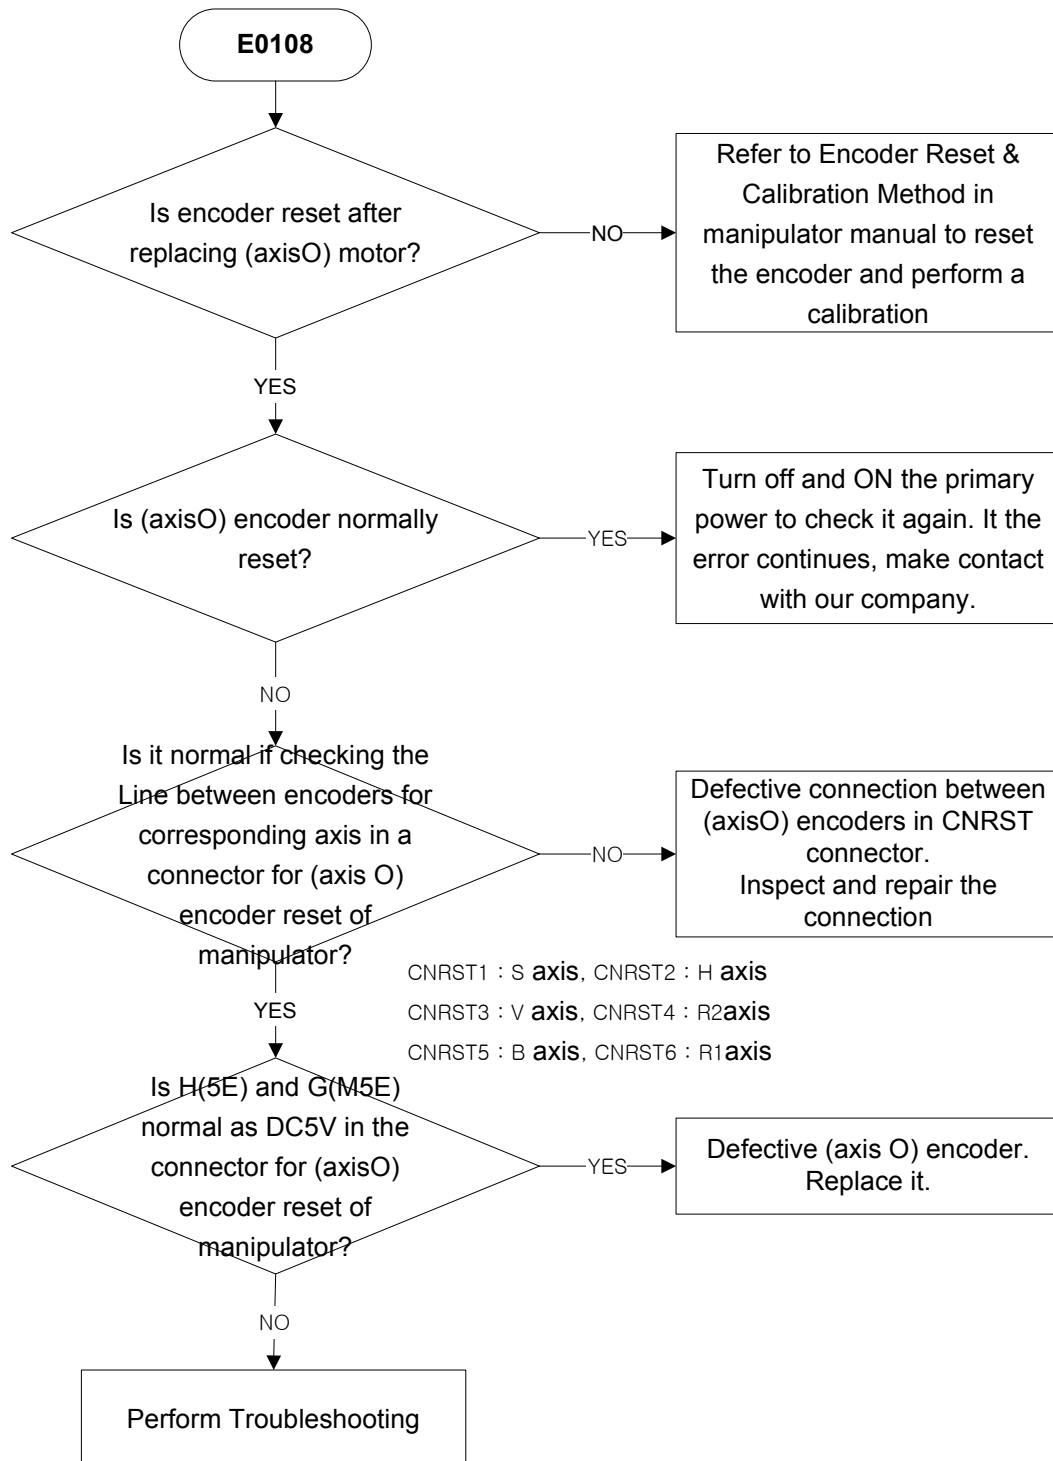 E0108
Is encoder reset after
replacing (axisO) motor?
NO
Refer to Encoder Reset &
Calibration Method in
manipulator manual to reset
the encoder and perform a
calibration
YES
Is (axisO) encoder normally
reset?
YES
Turn off and ON the primary
power to check it again. It the
error continues, make contact
with our company.
NO
Is it normal if checking the
Line between encoders for
corresponding axis in a
connector for (axis O)
encoder reset of
manipulator?
NO
Defective connection between
(axisO) encoders in CNRST
connector.
Inspect and repair the
connection
CNRST1 : S axis, CNRST2 : H axis
CNRST3 : V axis, CNRST4 : R2axis
CNRST5 : B axis, CNRST6 : R1axis
YES
Is H(5E) and G(M5E)
normal as DC5V in the
connector for (axisO)
encoder reset of
manipulator?
YES
Defective (axis O) encoder.
Replace it.
NO
Perform Troubleshooting